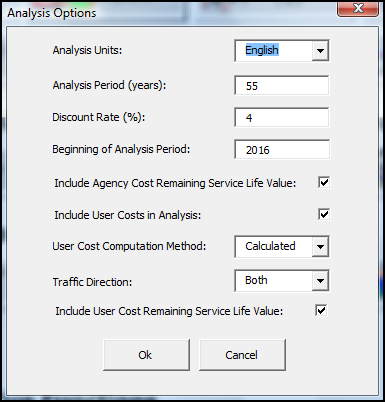 Analysis Options
Analysis Units: English
Analysis Period (years): 55
Discount Rate (%): 4
Beginning of Analysis Period: 2016
Include Agency Cost Remaining Service Life Value:
Include User Costs in Analysis:
User Cost Computation Method: Calculated
Traffic Direction: Both
Include User Cost Remaining Service Life Value:
Ok Cancel